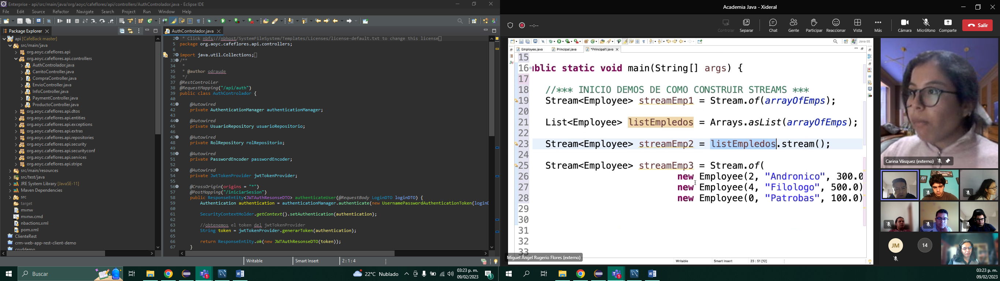 Enterprise - api/src/main/java/org/aoyc/cafeflores/api/controllers/AuthControlador.java - Eclipse IDE
File Edit Source Refactor Navigate Search Project Run Window Help
Package Explorer
api [CafeBack master]
src/main/java
org.aoyc.cafeflores.api
org.aoyc.cafeflores.api.controllers
AuthControlador.java
CarritoController.java
CompraController.java
EnvioController.java
InfoController.java
PaymentController.java
ProductoController.java
org.aoyc.cafeflores.api.dtos
org.aoyc.cafeflores.api.entities
org.aoyc.cafeflores.api.exceptions
org.aoyc.cafeflores.api.extras
org.aoyc.cafeflores.api.repositories
org.aoyc.cafeflores.api.security
org.aoyc.cafeflores.api.securityconf
org.aoyc.cafeflores.api.services
org.aoyc.cafeflores.api.stripe
src/main/resources
src/test/java
JRE System Library [JavaSE-11]
Maven Dependencies
src
target
mvnw
mvnw.cmd
nbactions.xml
pom.xml
ClienteRest
crm-web-app-rest-client-demo
cruddemo
AuthControlador.java
2 * Click nbfs://nbhost/SystemFileSystem/Templates/Licenses/license-default.txt to change this license
5 package org.aoyc.cafeflores.api.controllers;
6
7 import java.util.Collections;
33 /**
34 *
35 * @author odraude
36 */
37 @RestController
38 @RequestMapping("/api/auth")
39 public class AuthControlador {
40
41 @Autowired
42 private AuthenticationManager authenticationManager;
43
44 @Autowired
45 private UsuarioRepository usuarioRepositorio;
46
47 @Autowired
48 private RolRepository rolRepositorio;
49
50 @Autowired
51 private PasswordEncoder passwordEncoder;
52
53 @Autowired
54 private JwtTokenProvider jwtTokenProvider;
55
56 @CrossOrigin(origins = "*")
57 @PostMapping("/iniciarSesion")
58 public ResponseEntity<JWTAuthResonseDTO> authenticateUser(@RequestBody LoginDTO loginDTO) {
59 Authentication authentication = authenticationManager.authenticate(new UsernamePasswordAuthenticationToken(loginD
60
61 SecurityContextHolder.getContext().setAuthentication(authentication);
62
63 //obtenemos el token del jwtTokenProvider
64 String token = jwtTokenProvider.generarToken(authentication);
65
66 return ResponseEntity.ok(new JWTAuthResonseDTO(token));
67 }
Writable Smart Insert 2 : 1 : 4
Buscar
22°C Nublado
03:23 p. m.
09/02/2023
1
Academia Java - Xideral
--:--
Controlar Separar Chat Gente Participar Reaccionar Vista Más Cámara Micrófono Comparte Salir
Java EE
Employee.java Principal.java *Principal1.java
15
16 blic static void main(String[] args) {
17
18 //*** INICIO DEMOS DE COMO CONSTRUIR STREAMS ***
19 Stream<Employee> streamEmp1 = Stream.of(arrayOfEmps);
20
21 List<Employee> listEmpledos = Arrays.asList(arrayOfEmps);
22
23 Stream<Employee> streamEmp2 = listEmpledos.stream();
24
25 Stream<Employee> streamEmp3 = Stream.of(
26 new Employee(2, "Andronico", 300.0
27 new Employee(4, "Filologo", 500.0)
28 new Employee(0, "Patrobas", 100.0)
29
30
31
32
33
Miguel Ángel Rugerio Flores (externo)
Writable Smart Insert 23 : 51 [12]
Carina Vásquez (externo)
JM
14
03:23 p. m.
09/02/2023